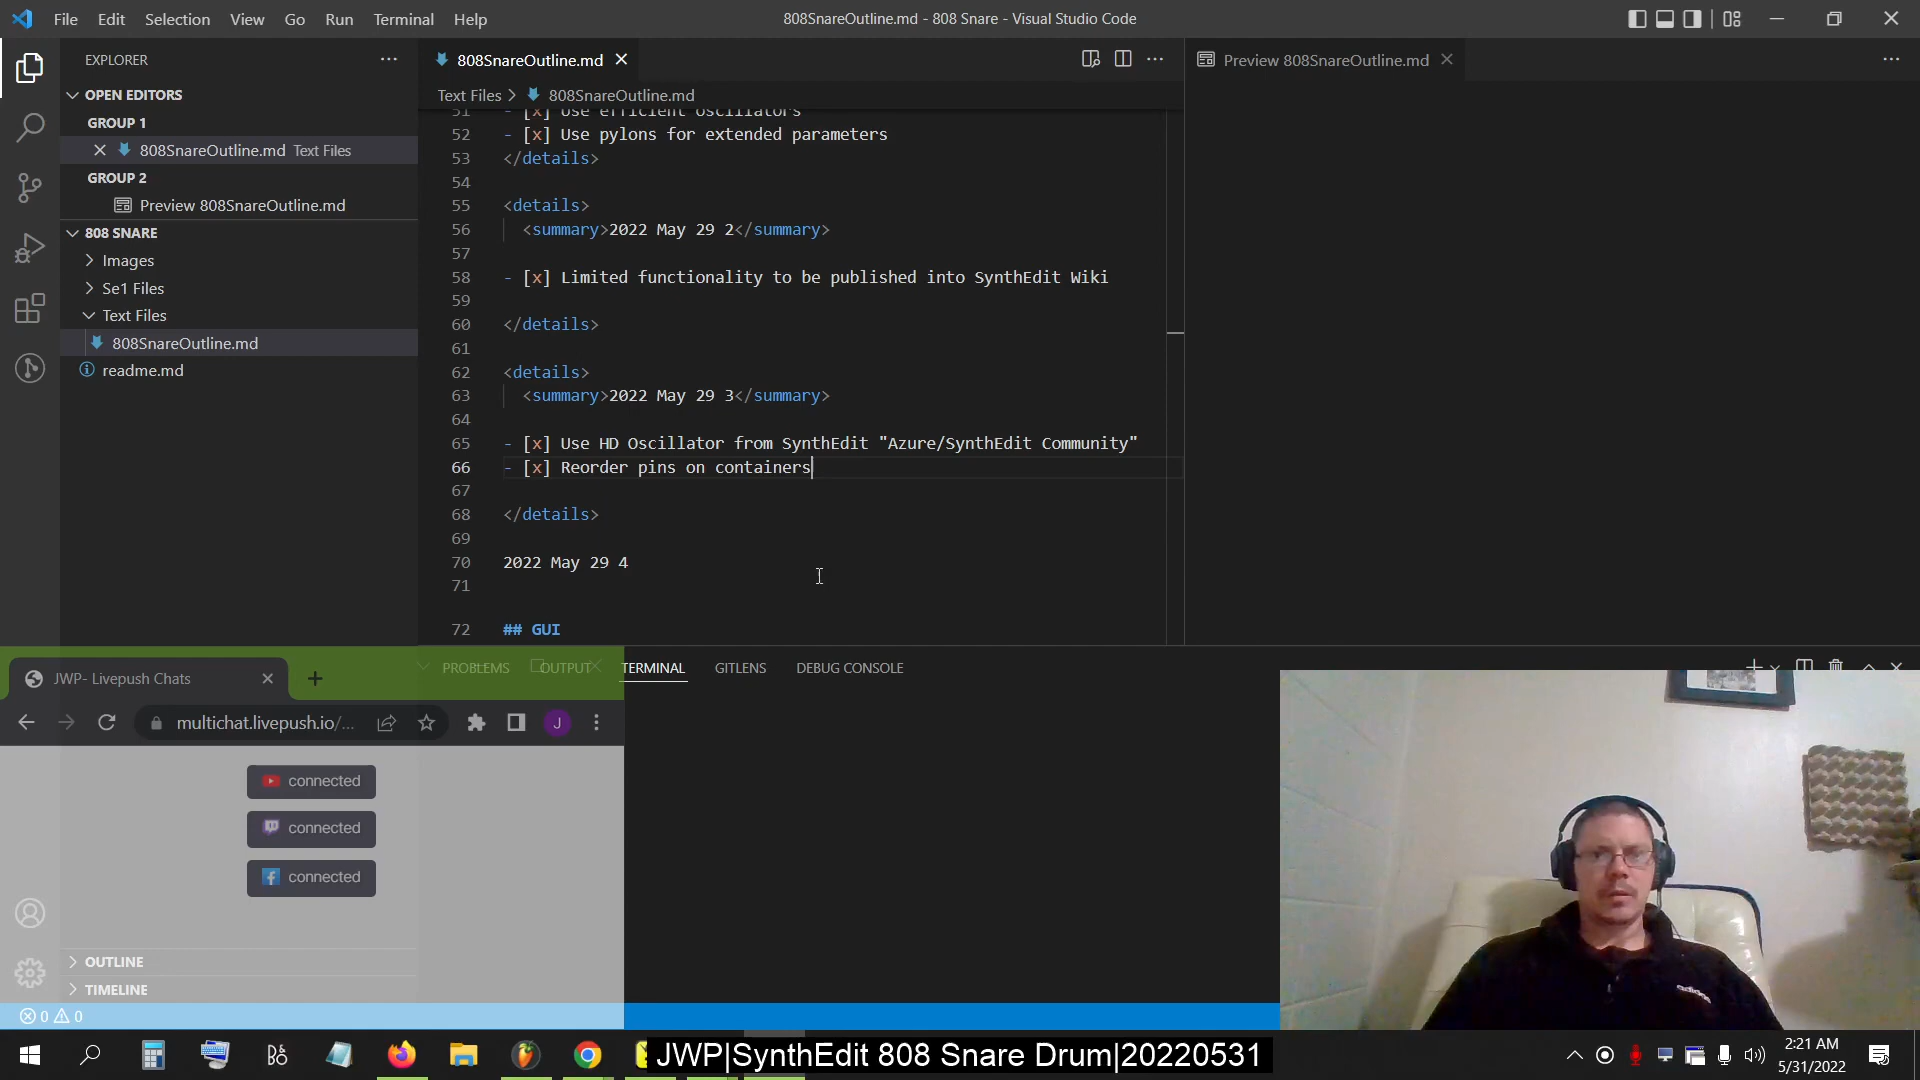 File Edit Selection View Go Run Terminal Help
808SnareOutline.md - 808 Snare - Visual Studio Code
EXPLORER
OPEN EDITORS
GROUP 1
808SnareOutline.md Text Files
GROUP 2
Preview 808SnareOutline.md
808 SNARE
Images
Se1 Files
Text Files
808SnareOutline.md
readme.md
808SnareOutline.md
Preview 808SnareOutline.md
Text Files > 808SnareOutline.md
51 - [x] Use efficient oscillators
52 - [x] Use pylons for extended parameters
53 </details>
54
55 <details>
56 <summary>2022 May 29 2</summary>
57
58 - [x] Limited functionality to be published into SynthEdit Wiki
59
60 </details>
61
62 <details>
63 <summary>2022 May 29 3</summary>
64
65 - [x] Use HD Oscillator from SynthEdit "Azure/SynthEdit Community"
66 - [x] Reorder pins on containers
67
68 </details>
69
70 2022 May 29 4
71
72 ## GUI
PROBLEMS OUTPUT TERMINAL GITLENS DEBUG CONSOLE
JWP- Livepush Chats
multichat.livepush.io/...
J
connected
connected
connected
OUTLINE
TIMELINE
0 0
JWP|SynthEdit 808 Snare Drum|20220531
2:21 AM
5/31/2022